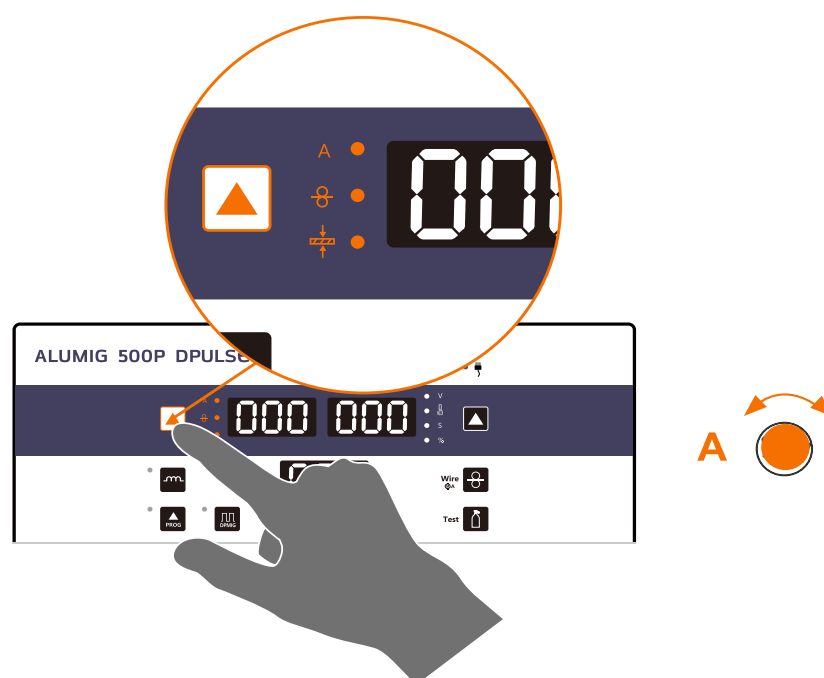 A
000
ALUMIG 500P DPULSE
A
000 000
V
S
%
Wire
A
PROG
DPMIG
Test
A